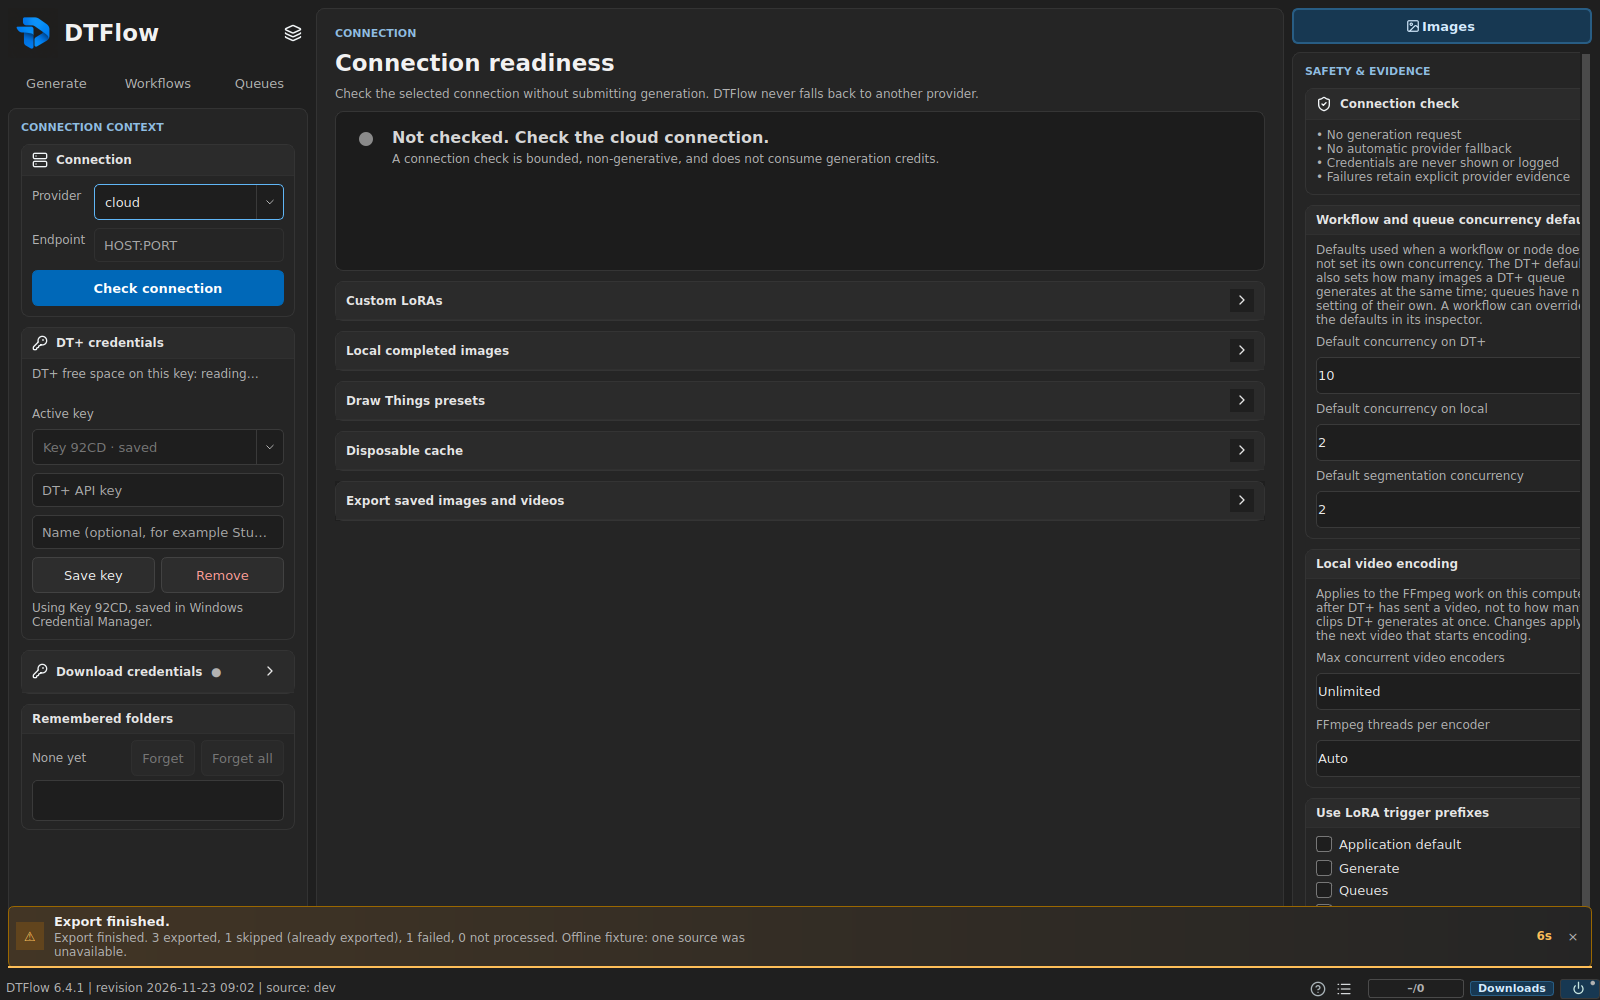 DTFlow
Generate
Workflows
Queues
CONNECTION CONTEXT
Connection
Provider
cloud
Endpoint
HOST:PORT
Check connection
DT+ credentials
DT+ free space on this key: reading...
Active key
Key 92CD · saved
DT+ API key
Name (optional, for example Stu...
Save key
Remove
Using Key 92CD, saved in Windows
Credential Manager.
Download credentials
Remembered folders
None yet
Forget
Forget all
CONNECTION
Connection readiness
Check the selected connection without submitting generation. DTFlow never falls back to another provider.
Not checked. Check the cloud connection.
A connection check is bounded, non-generative, and does not consume generation credits.
Custom LoRAs
Local completed images
Draw Things presets
Disposable cache
Export saved images and videos
Images
SAFETY & EVIDENCE
Connection check
• No generation request
• No automatic provider fallback
• Credentials are never shown or logged
• Failures retain explicit provider evidence
Workflow and queue concurrency defau
Defaults used when a workflow or node doe
not set its own concurrency. The DT+ defaul
also sets how many images a DT+ queue
generates at the same time; queues have n
setting of their own. A workflow can override
the defaults in its inspector.
Default concurrency on DT+
10
Default concurrency on local
2
Default segmentation concurrency
2
Local video encoding
Applies to the FFmpeg work on this compute
after DT+ has sent a video, not to how man
clips DT+ generates at once. Changes apply
the next video that starts encoding.
Max concurrent video encoders
Unlimited
FFmpeg threads per encoder
Auto
Use LoRA trigger prefixes
Application default
Generate
Queues
Export finished.
Export finished. 3 exported, 1 skipped (already exported), 1 failed, 0 not processed. Offline fixture: one source was
unavailable.
6s
DTFlow 6.4.1 | revision 2026-11-23 09:02 | source: dev
–/0
Downloads